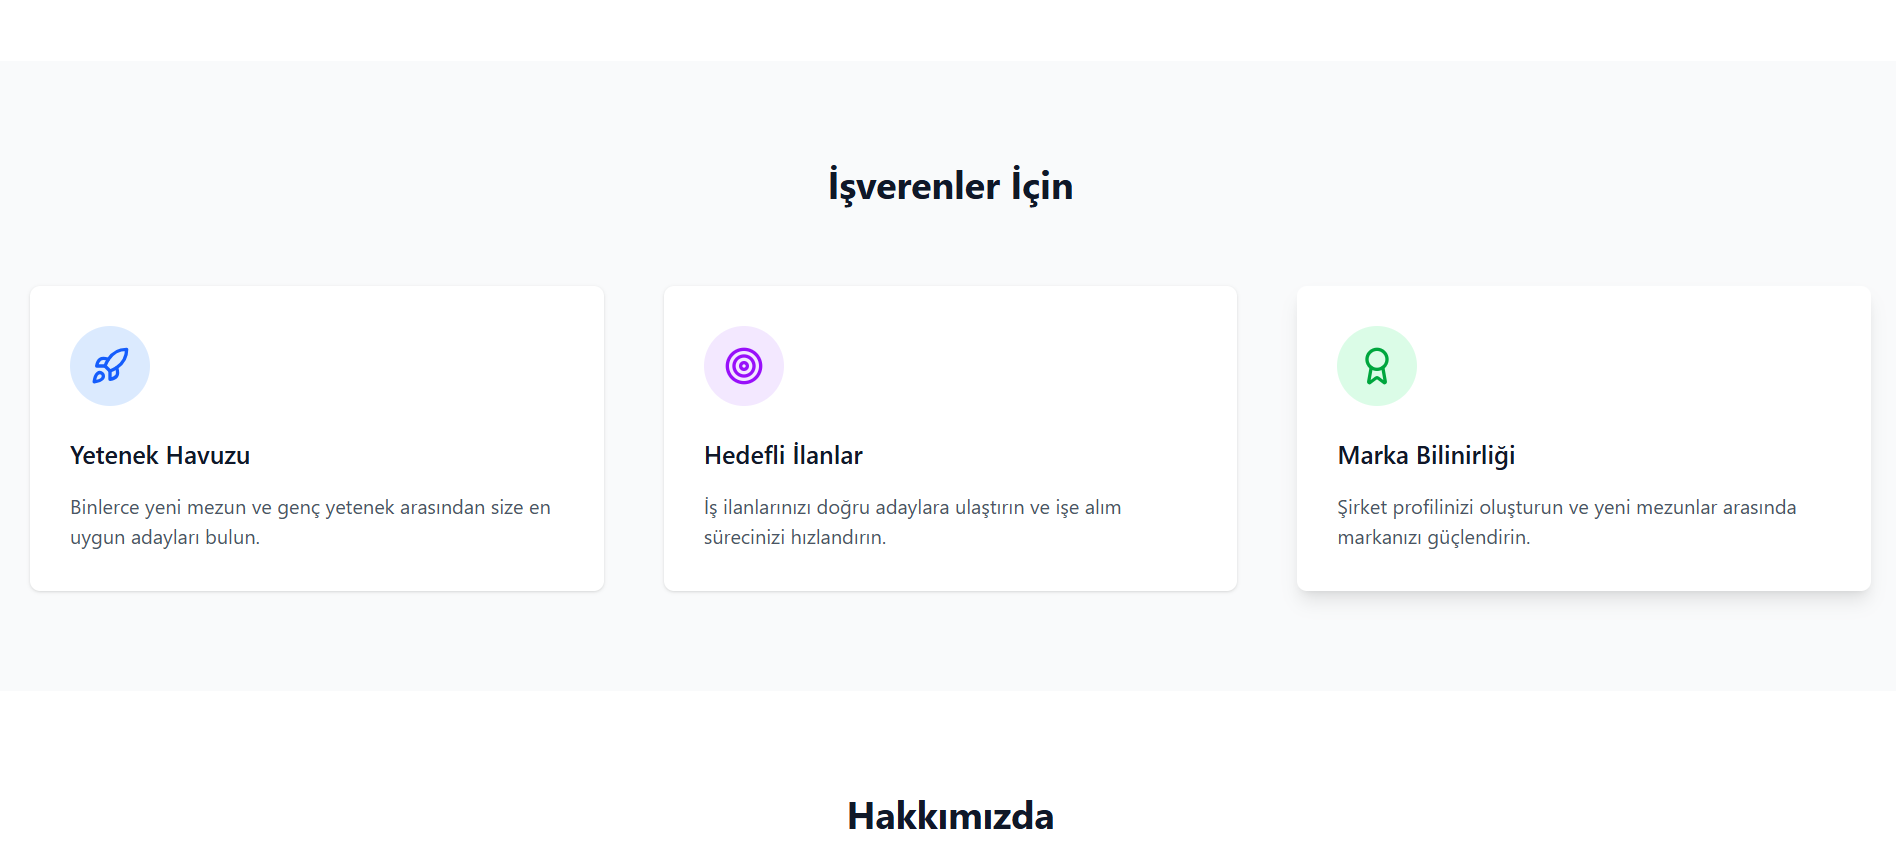 İşverenler İçin
Yetenek Havuzu
Binlerce yeni mezun ve genç yetenek arasından size en
uygun adayları bulun.
Hedefli İlanlar
İş ilanlarınızı doğru adaylara ulaştırın ve işe alım
sürecinizi hızlandırın.
Marka Bilinirliği
Şirket profilinizi oluşturun ve yeni mezunlar arasında
markanızı güçlendirin.
Hakkımızda